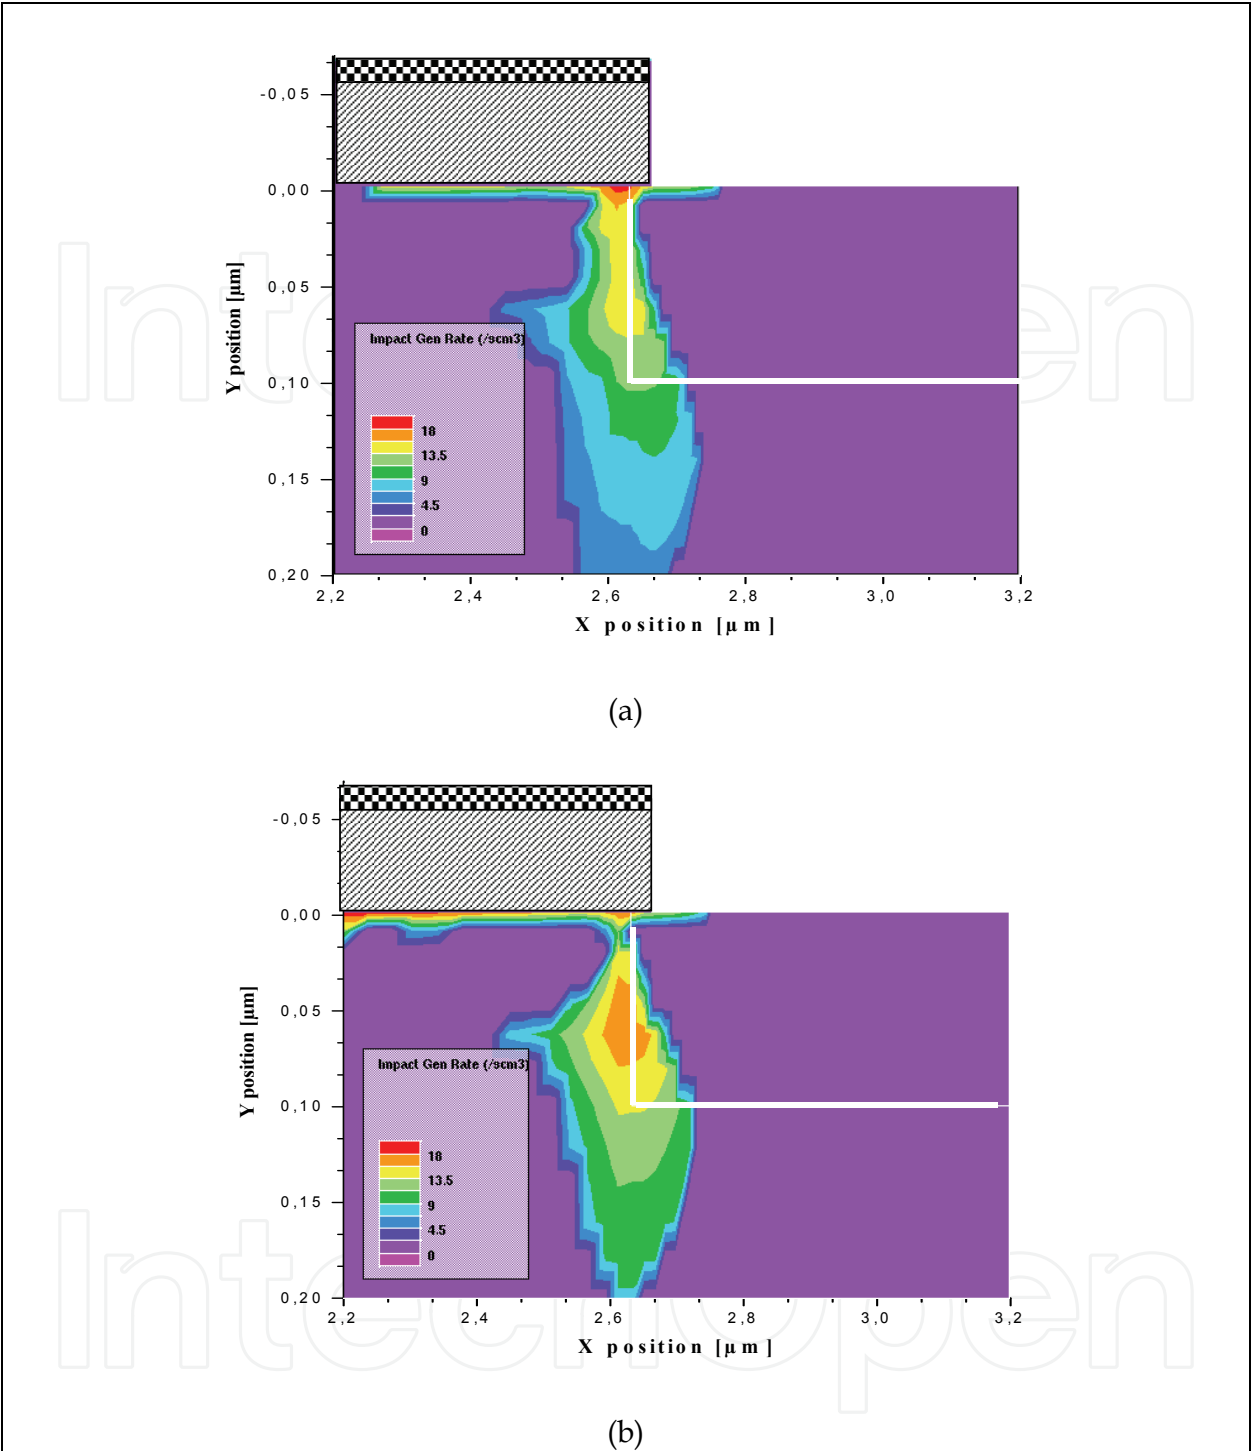 -0,05
0,00
0,05
0,10
0,15
0,20
Y position [µm]
Impact Gen Rate (/scm3)
18
13.5
9
4.5
0
2,2 2,4 2,6 2,8 3,0 3,2
X position [µm]
(a)
-0,05
0,00
0,05
0,10
0,15
0,20
Y position [µm]
Impact Gen Rate (/scm3)
18
13.5
9
4.5
0
2,2 2,4 2,6 2,8 3,0 3,2
X position [µm]
(b)
IntechOpen
IntechOpen